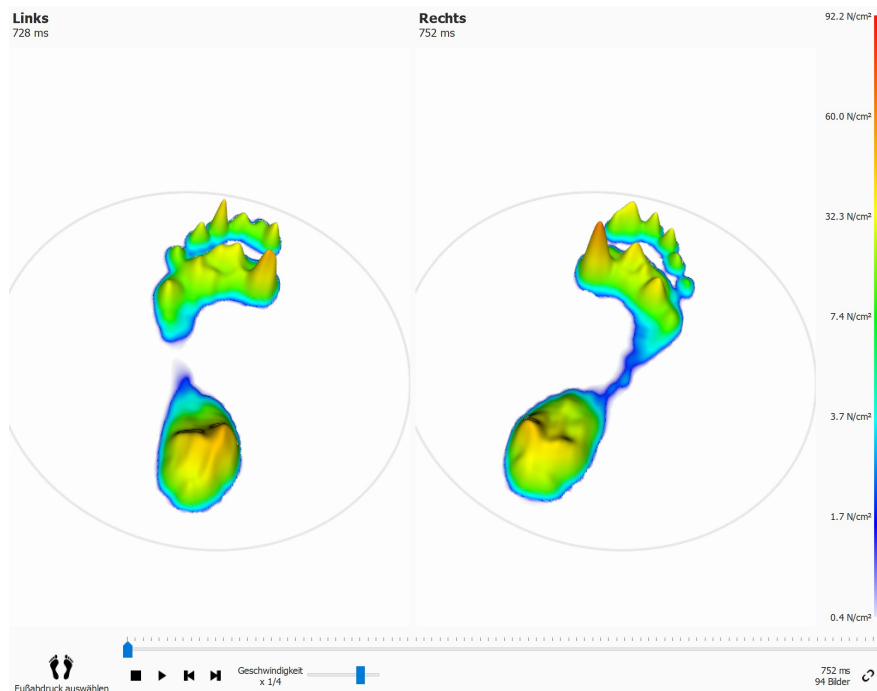 Links
728 ms
Rechts
752 ms
92.2 N/cm²
60.0 N/cm²
32.3 N/cm²
7.4 N/cm²
3.7 N/cm²
1.7 N/cm²
0.4 N/cm²
Fußabdruck auswählen
Geschwindigkeit
x 1/4
752 ms
94 Bilder